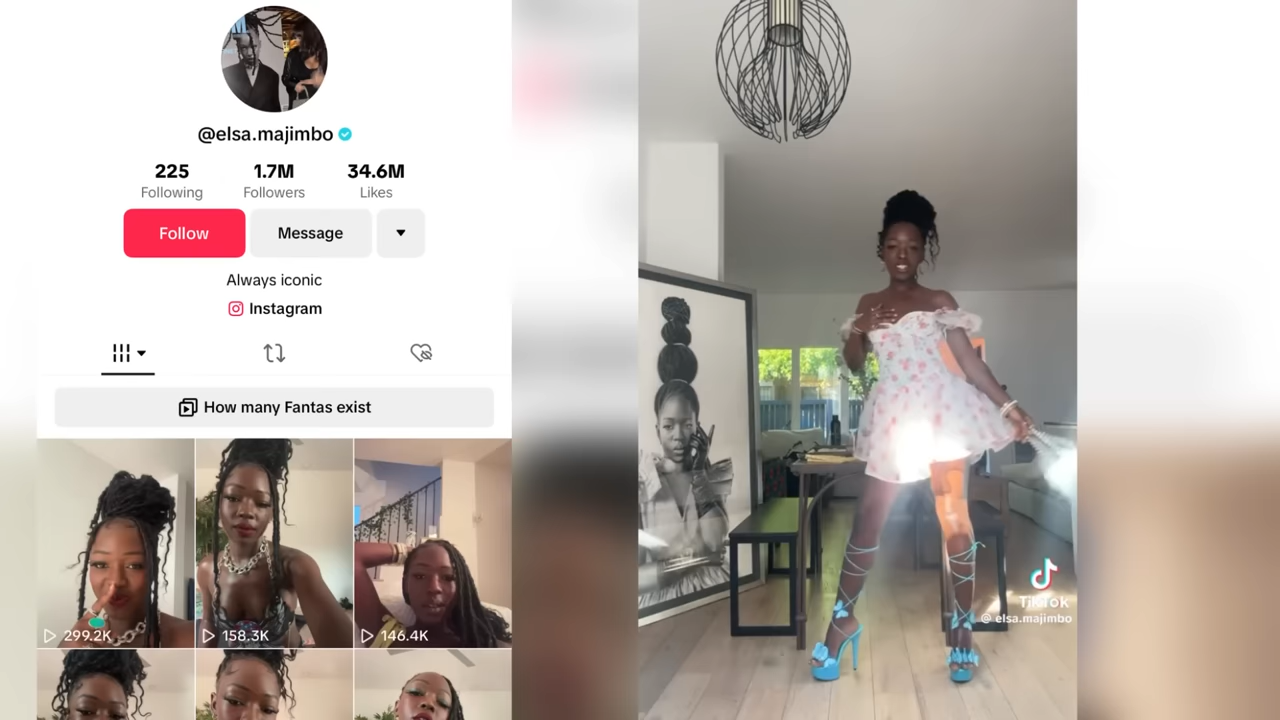 M
@elsa.majimbo
225
1.7M
34.6M
Following
Followers
Likes
Follow
Message
Always iconic
Instagram
How many Fantas exist
299.2K
158.3K
146.4K
TikTok
@ elsa.majimbo